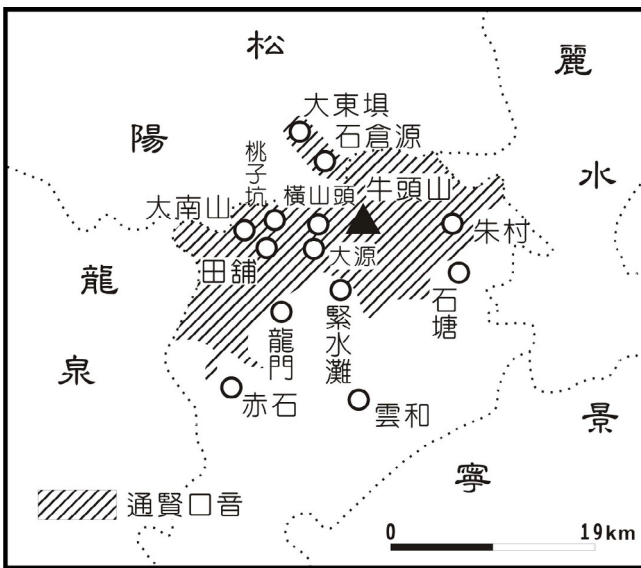 松陽
麗水
大東埧
石倉源
桃子坑
橫山頭
牛頭山
大南山
朱村
田舖
大源
龍泉
石塘
緊水灘
龍門
赤石
雲和
景寧
通賢口音
0 19km